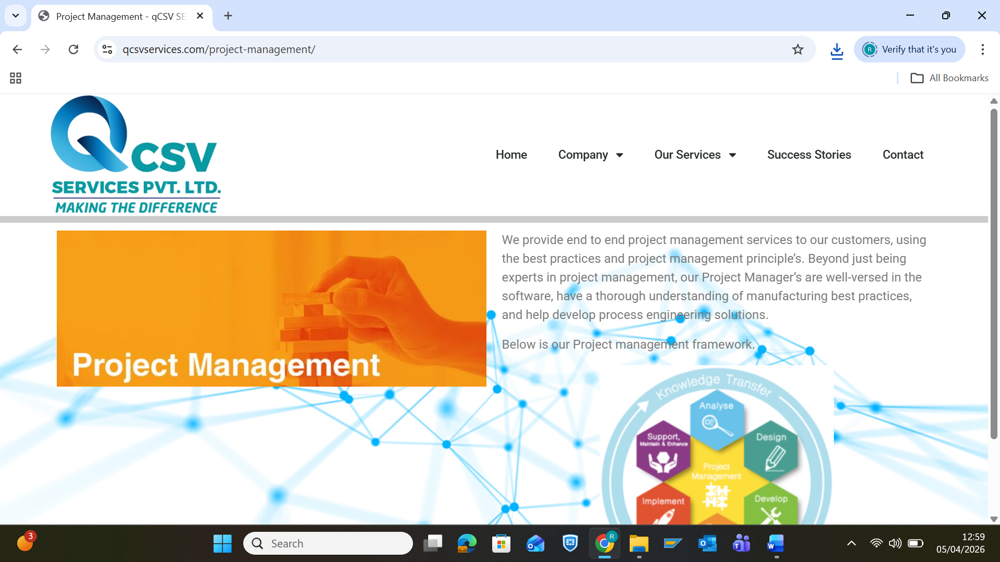 Project Management - qCSV SE
qcsvservices.com/project-management/
R
Verify that it's you
All Bookmarks
QCSV
SERVICES PVT. LTD.
MAKING THE DIFFERENCE
Home
Company
Our Services
Success Stories
Contact
Project Management
We provide end to end project management services to our customers, using
the best practices and project management principle’s. Beyond just being
experts in project management, our Project Manager’s are well-versed in the
software, have a thorough understanding of manufacturing best practices,
and help develop process engineering solutions.
Below is our Project management framework.
Knowledge Transfer
Analyse
Support,
Maintain & Enhance
Design
Project
Management
Implement
Develop
3
Search
R
12:59
05/04/2026